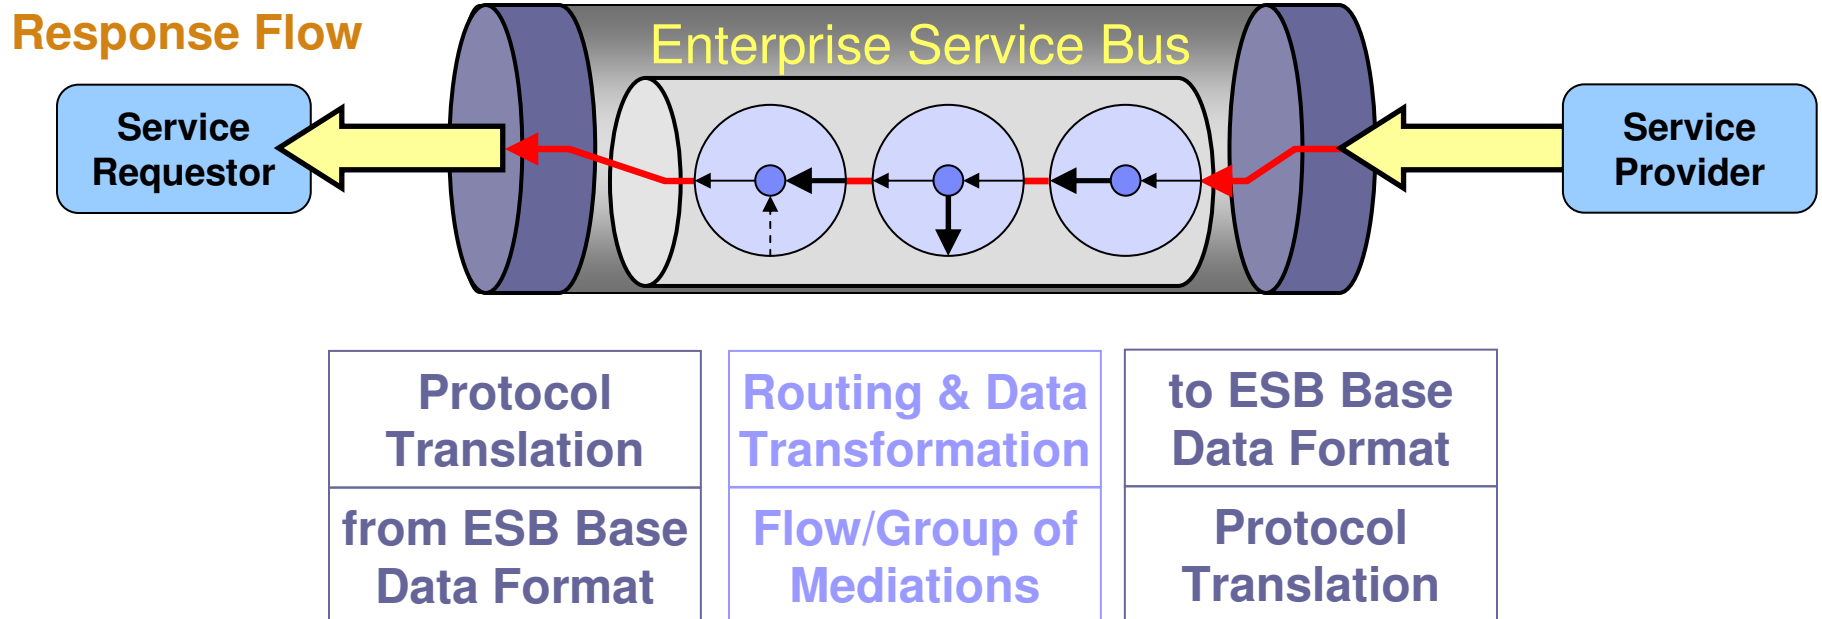 Response Flow
Enterprise Service Bus
Service
Requestor
Service
Provider
Protocol
Translation
from ESB Base
Data Format
Routing & Data
Transformation
Flow/Group of
Mediations
to ESB Base
Data Format
Protocol
Translation